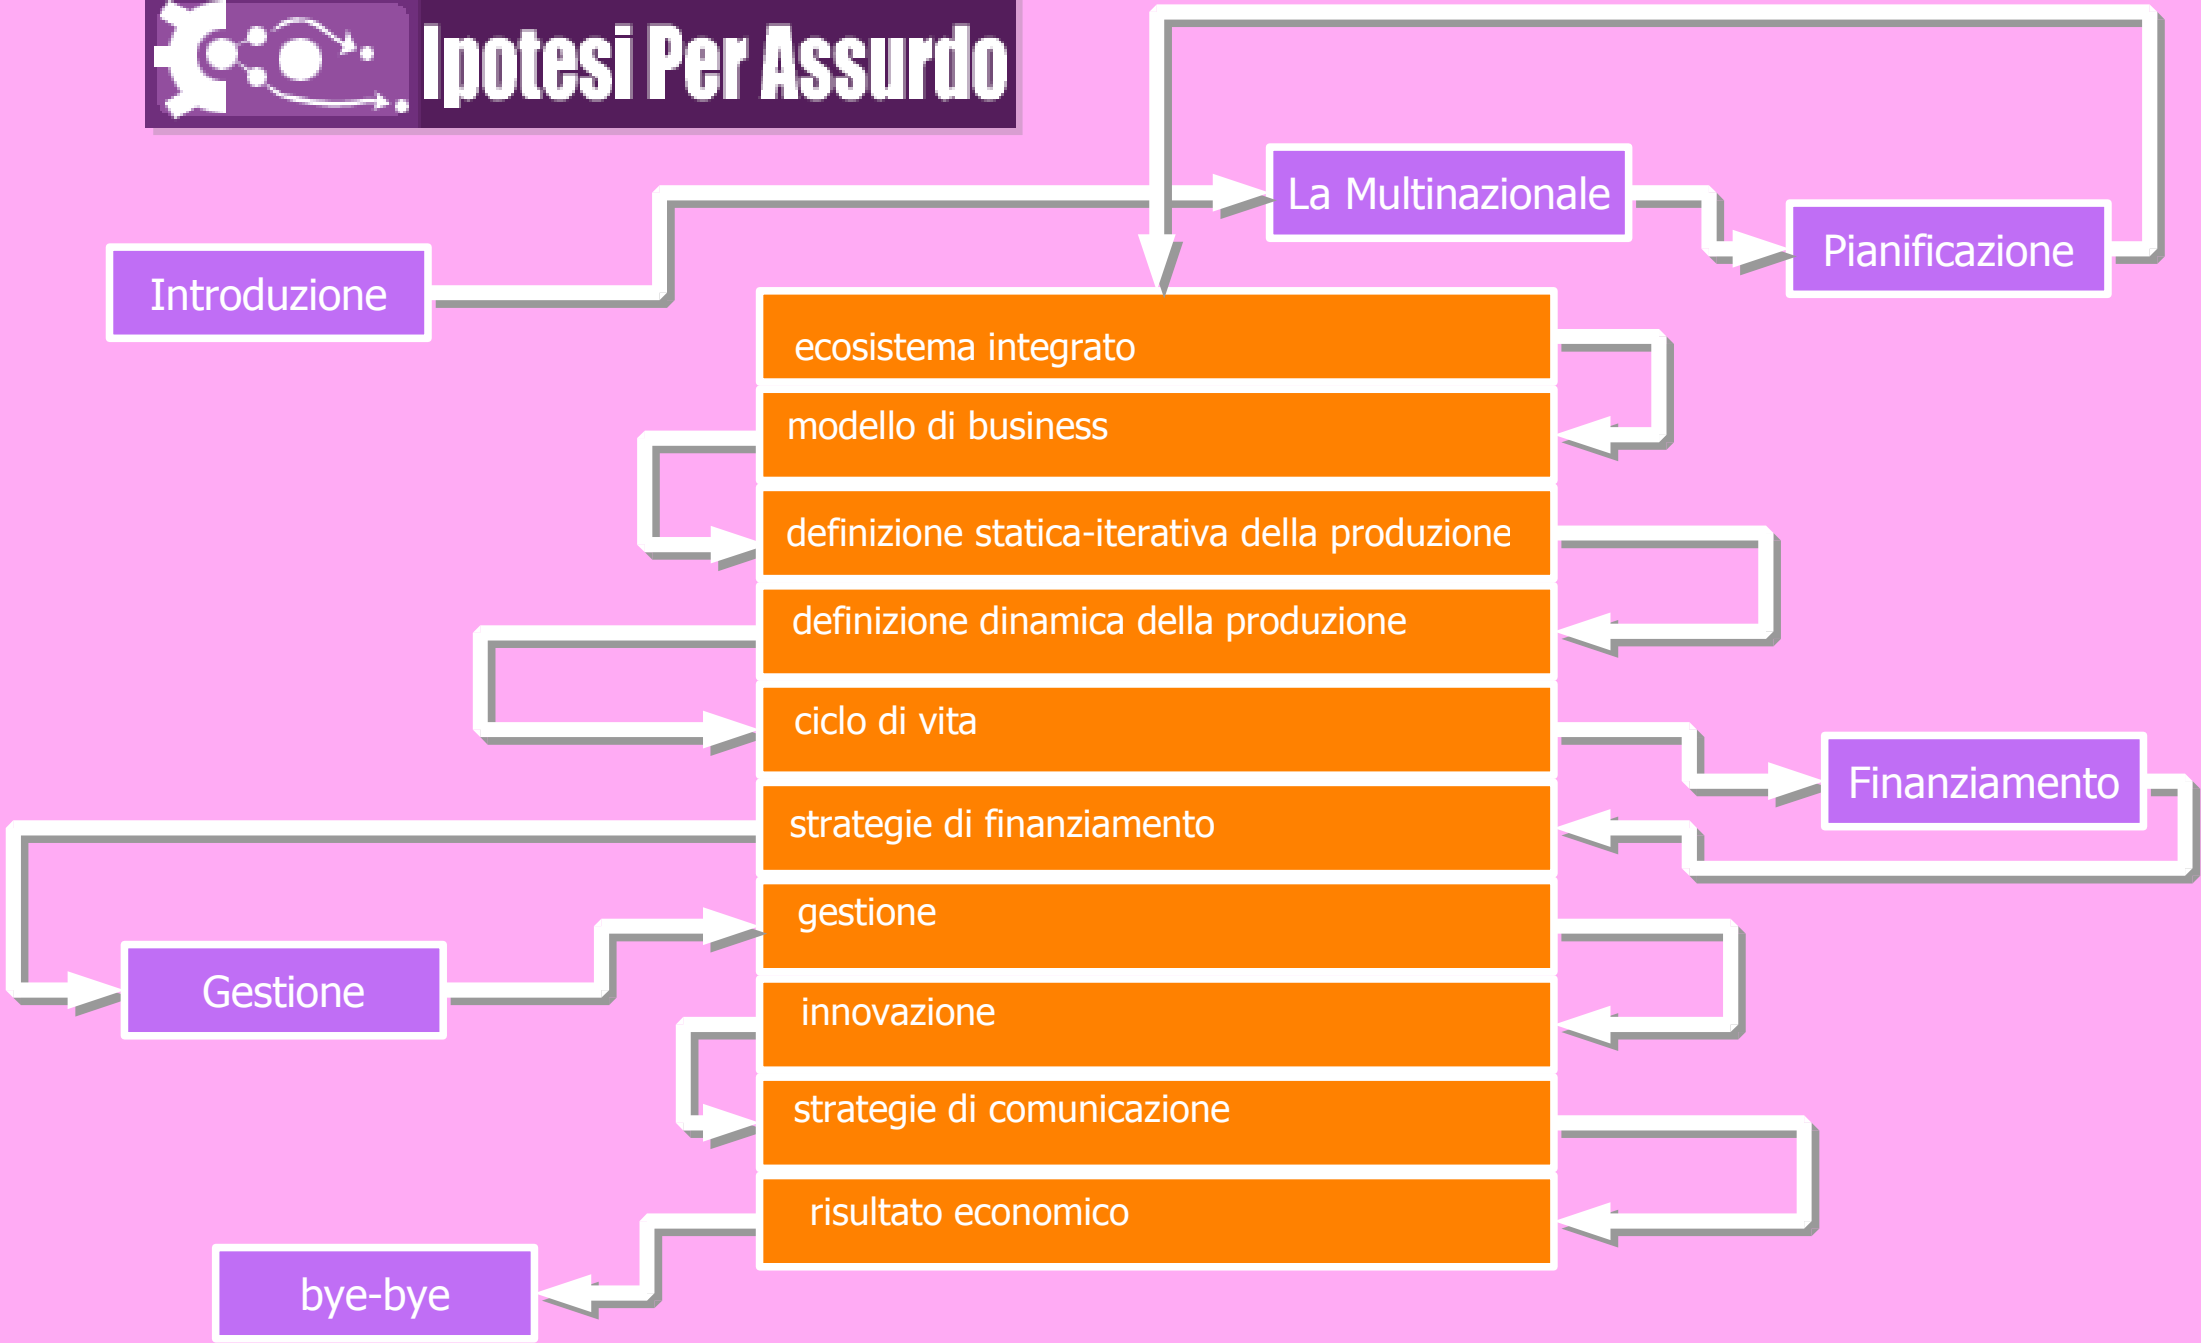 Ipotesi Per Assurdo
La Multinazionale
Pianificazione
Introduzione
ecosistema integrato
modello di business
definizione statica-iterativa della produzione
definizione dinamica della produzione
ciclo di vita
Finanziamento
strategie di finanziamento
gestione
Gestione
innovazione
strategie di comunicazione
risultato economico
bye-bye